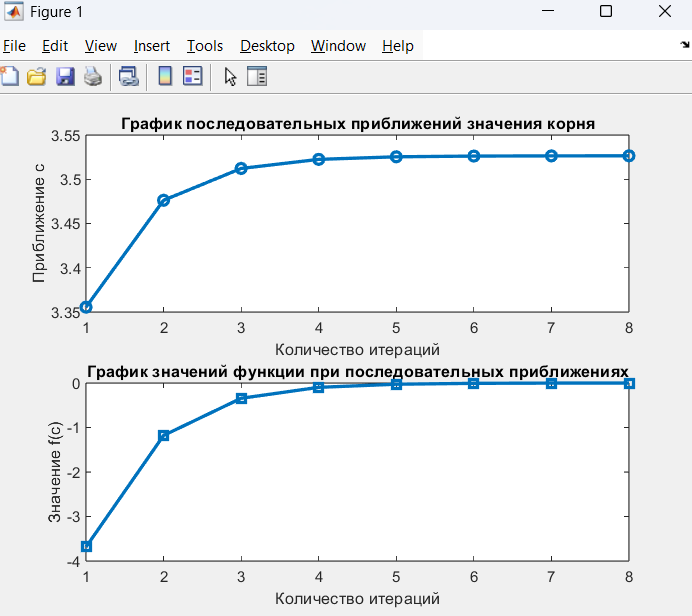 Figure 1
File Edit View Insert Tools Desktop Window Help
График последовательных приближений значения корня
3.55
3.5
3.45
3.4
3.35
Приближение c
1 2 3 4 5 6 7 8
Количество итераций
График значений функции при последовательных приближениях
0
-1
-2
-3
-4
Значение f(c)
1 2 3 4 5 6 7 8
Количество итераций